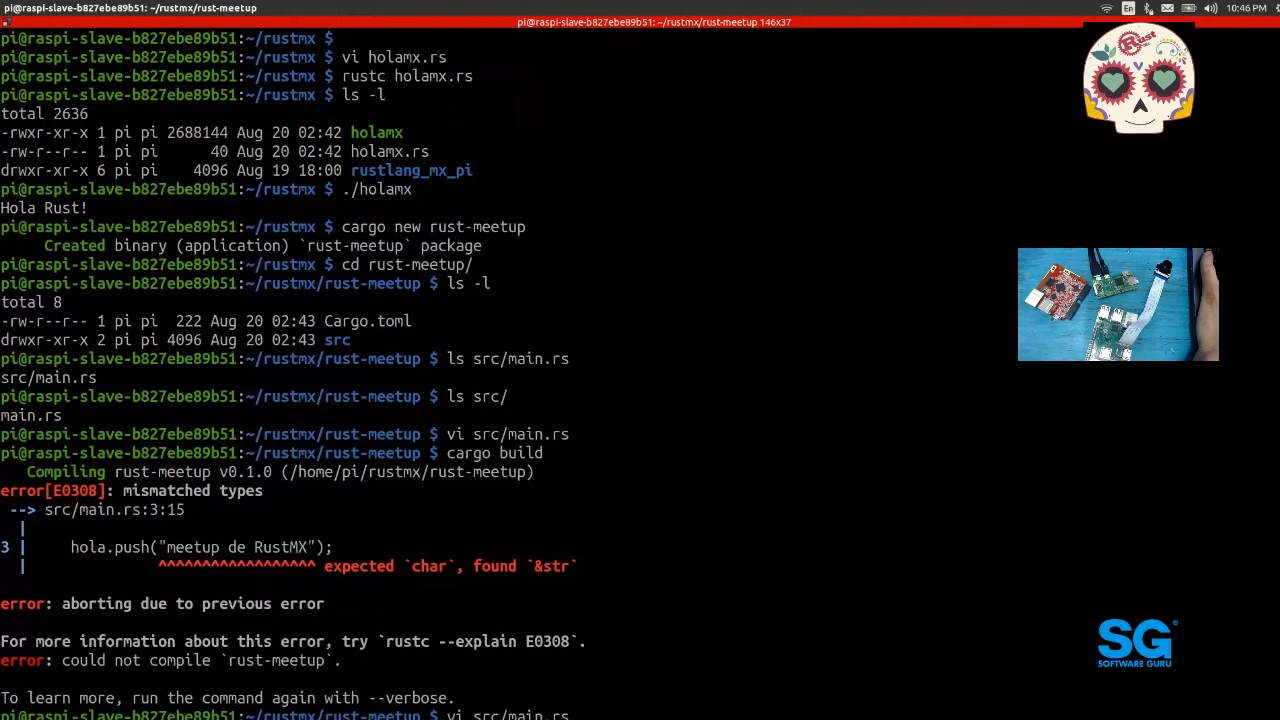 pi@raspi-slave-b827ebe89b51: ~/rustmx/rust-meetup
En
10:46 PM
pi@raspi-slave-b827ebe89b51: ~/rustmx/rust-meetup 146x37
pi@raspi-slave-b827ebe89b51:~/rustmx $
pi@raspi-slave-b827ebe89b51:~/rustmx $ vi holamx.rs
pi@raspi-slave-b827ebe89b51:~/rustmx $ rustc holamx.rs
pi@raspi-slave-b827ebe89b51:~/rustmx $ ls -l
total 2636
-rwxr-xr-x 1 pi pi 2688144 Aug 20 02:42 holamx
-rw-r--r-- 1 pi pi      40 Aug 20 02:42 holamx.rs
drwxr-xr-x 6 pi pi    4096 Aug 19 18:00 rustlang_mx_pi
pi@raspi-slave-b827ebe89b51:~/rustmx $ ./holamx
Hola Rust!
pi@raspi-slave-b827ebe89b51:~/rustmx $ cargo new rust-meetup
     Created binary (application) `rust-meetup` package
pi@raspi-slave-b827ebe89b51:~/rustmx $ cd rust-meetup/
pi@raspi-slave-b827ebe89b51:~/rustmx/rust-meetup $ ls -l
total 8
-rw-r--r-- 1 pi pi  222 Aug 20 02:43 Cargo.toml
drwxr-xr-x 2 pi pi 4096 Aug 20 02:43 src
pi@raspi-slave-b827ebe89b51:~/rustmx/rust-meetup $ ls src/main.rs
src/main.rs
pi@raspi-slave-b827ebe89b51:~/rustmx/rust-meetup $ ls src/
main.rs
pi@raspi-slave-b827ebe89b51:~/rustmx/rust-meetup $ vi src/main.rs
pi@raspi-slave-b827ebe89b51:~/rustmx/rust-meetup $ cargo build
   Compiling rust-meetup v0.1.0 (/home/pi/rustmx/rust-meetup)
error[E0308]: mismatched types
 --> src/main.rs:3:15
  |
3 |     hola.push("meetup de RustMX");
  |               ^^^^^^^^^^^^^^^^^^ expected `char`, found `&str`
error: aborting due to previous error
For more information about this error, try `rustc --explain E0308`.
error: could not compile `rust-meetup`.
To learn more, run the command again with --verbose.
pi@raspi-slave-b827ebe89b51:~/rustmx/rust-meetup $ vi src/main.rs
Rust
SG®
SOFTWARE GURU